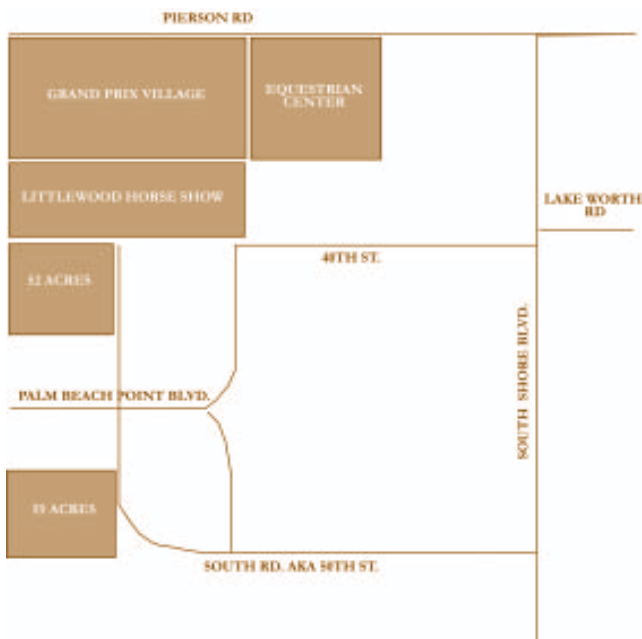 PIERSON RD
GRAND PRIX VILLAGE
EQUESTRIAN
CENTER
LITTLEWOOD HORSE SHOW
LAKE WORTH
RD
40TH ST.
52 ACRES
SOUTH SHORE BLVD.
PALM BEACH POINT BLVD.
ACRES
SOUTH RD. AKA 50TH ST.